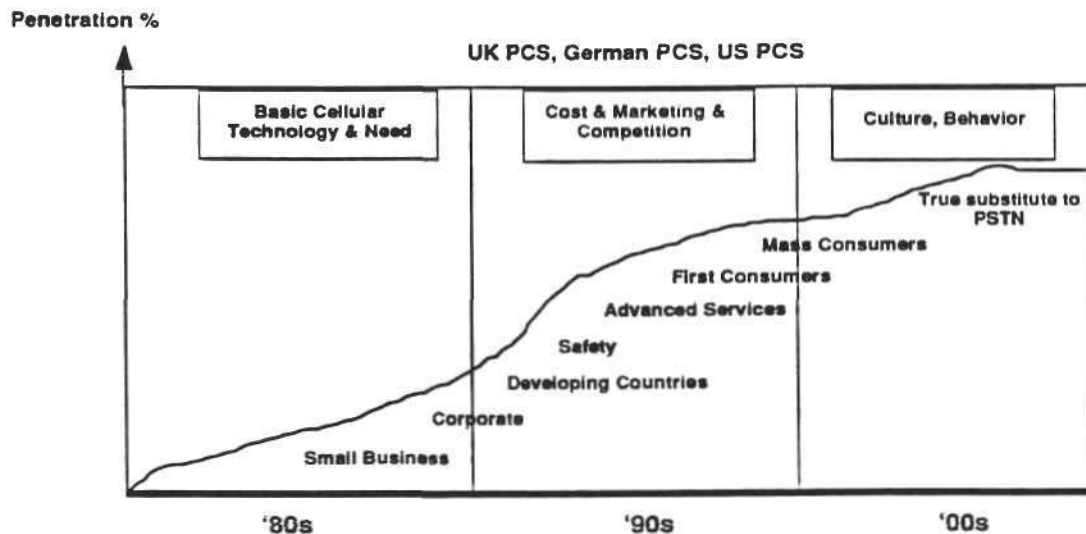 Penetration %
UK PCS, German PCS, US PCS
Basic Cellular
Technology & Need
Cost & Marketing &
Competition
Culture, Behavior
True substitute to
PSTN
Mass Consumers
First Consumers
Advanced Services
Safety
Developing Countries
Corporate
Small Business
‘80s
‘90s
‘00s